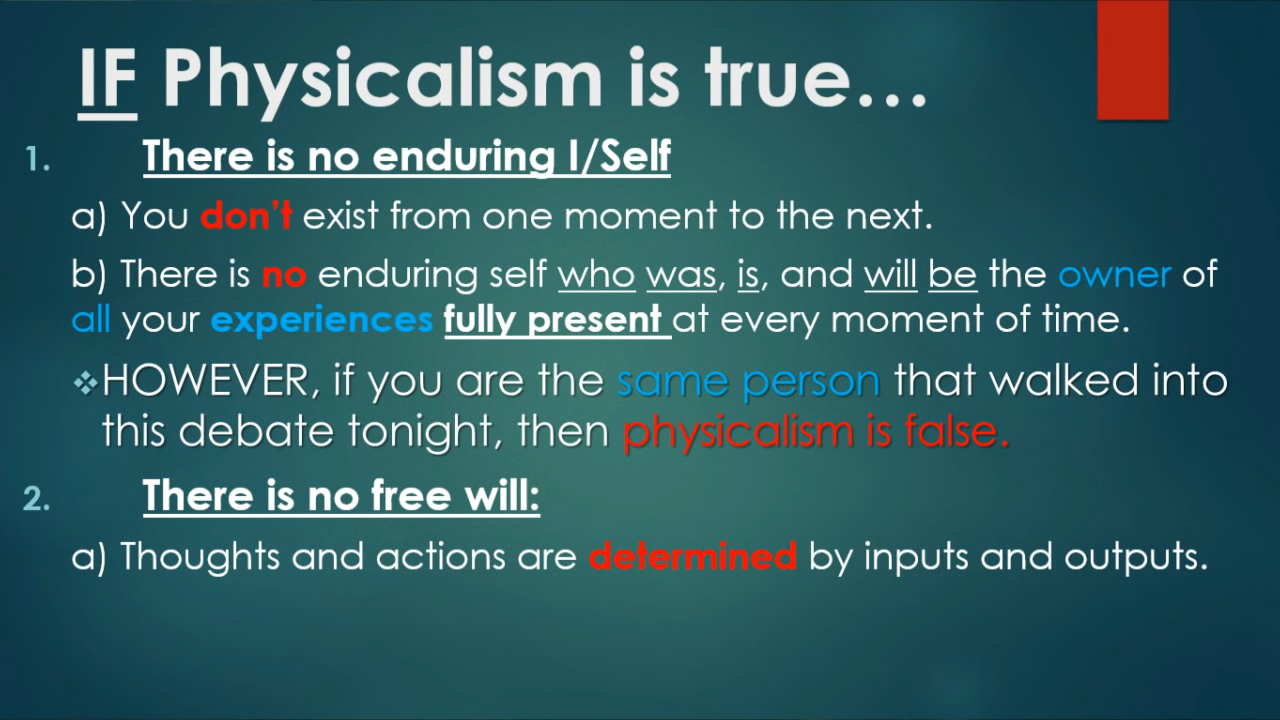 IF Physicalism is true…
1. There is no enduring I/Self
a) You don't exist from one moment to the next.
b) There is no enduring self who was, is, and will be the owner of
all your experiences fully present at every moment of time.
❖HOWEVER, if you are the same person that walked into
this debate tonight, then physicalism is false.
2. There is no free will:
a) Thoughts and actions are determined by inputs and outputs.